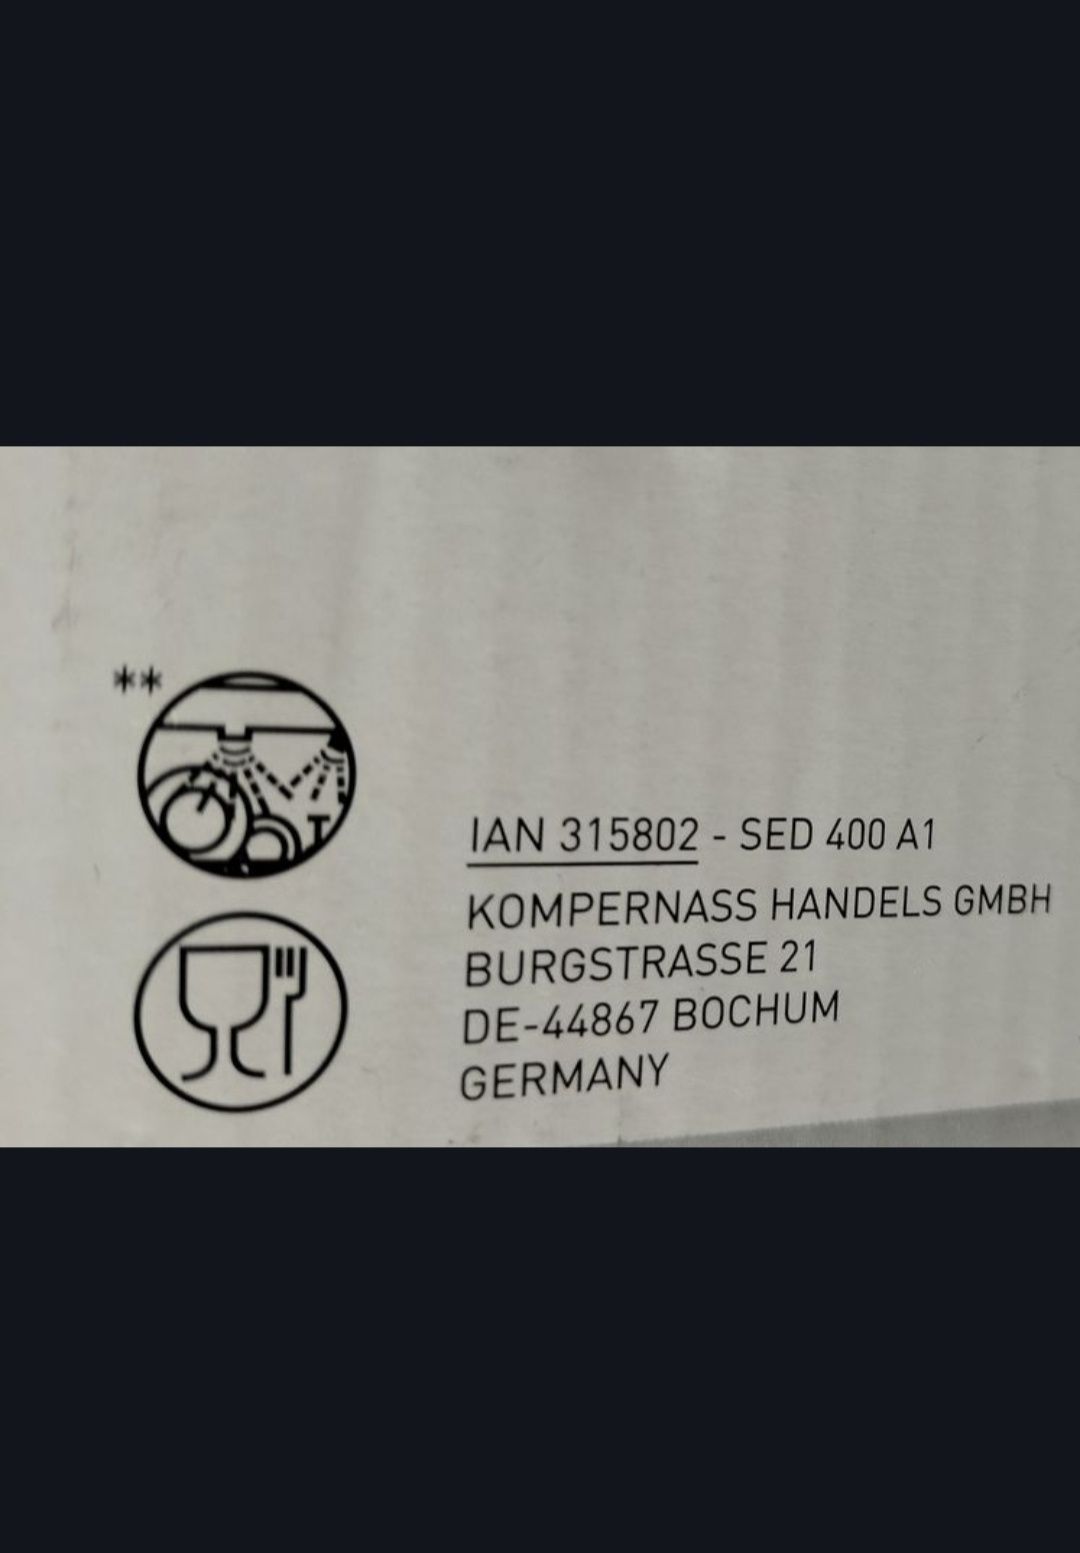 **
IAN 315802 - SED 400 A1
KOMPERNASS HANDELS GMBH
BURGSTRASSE 21
DE-44867 BOCHUM
GERMANY